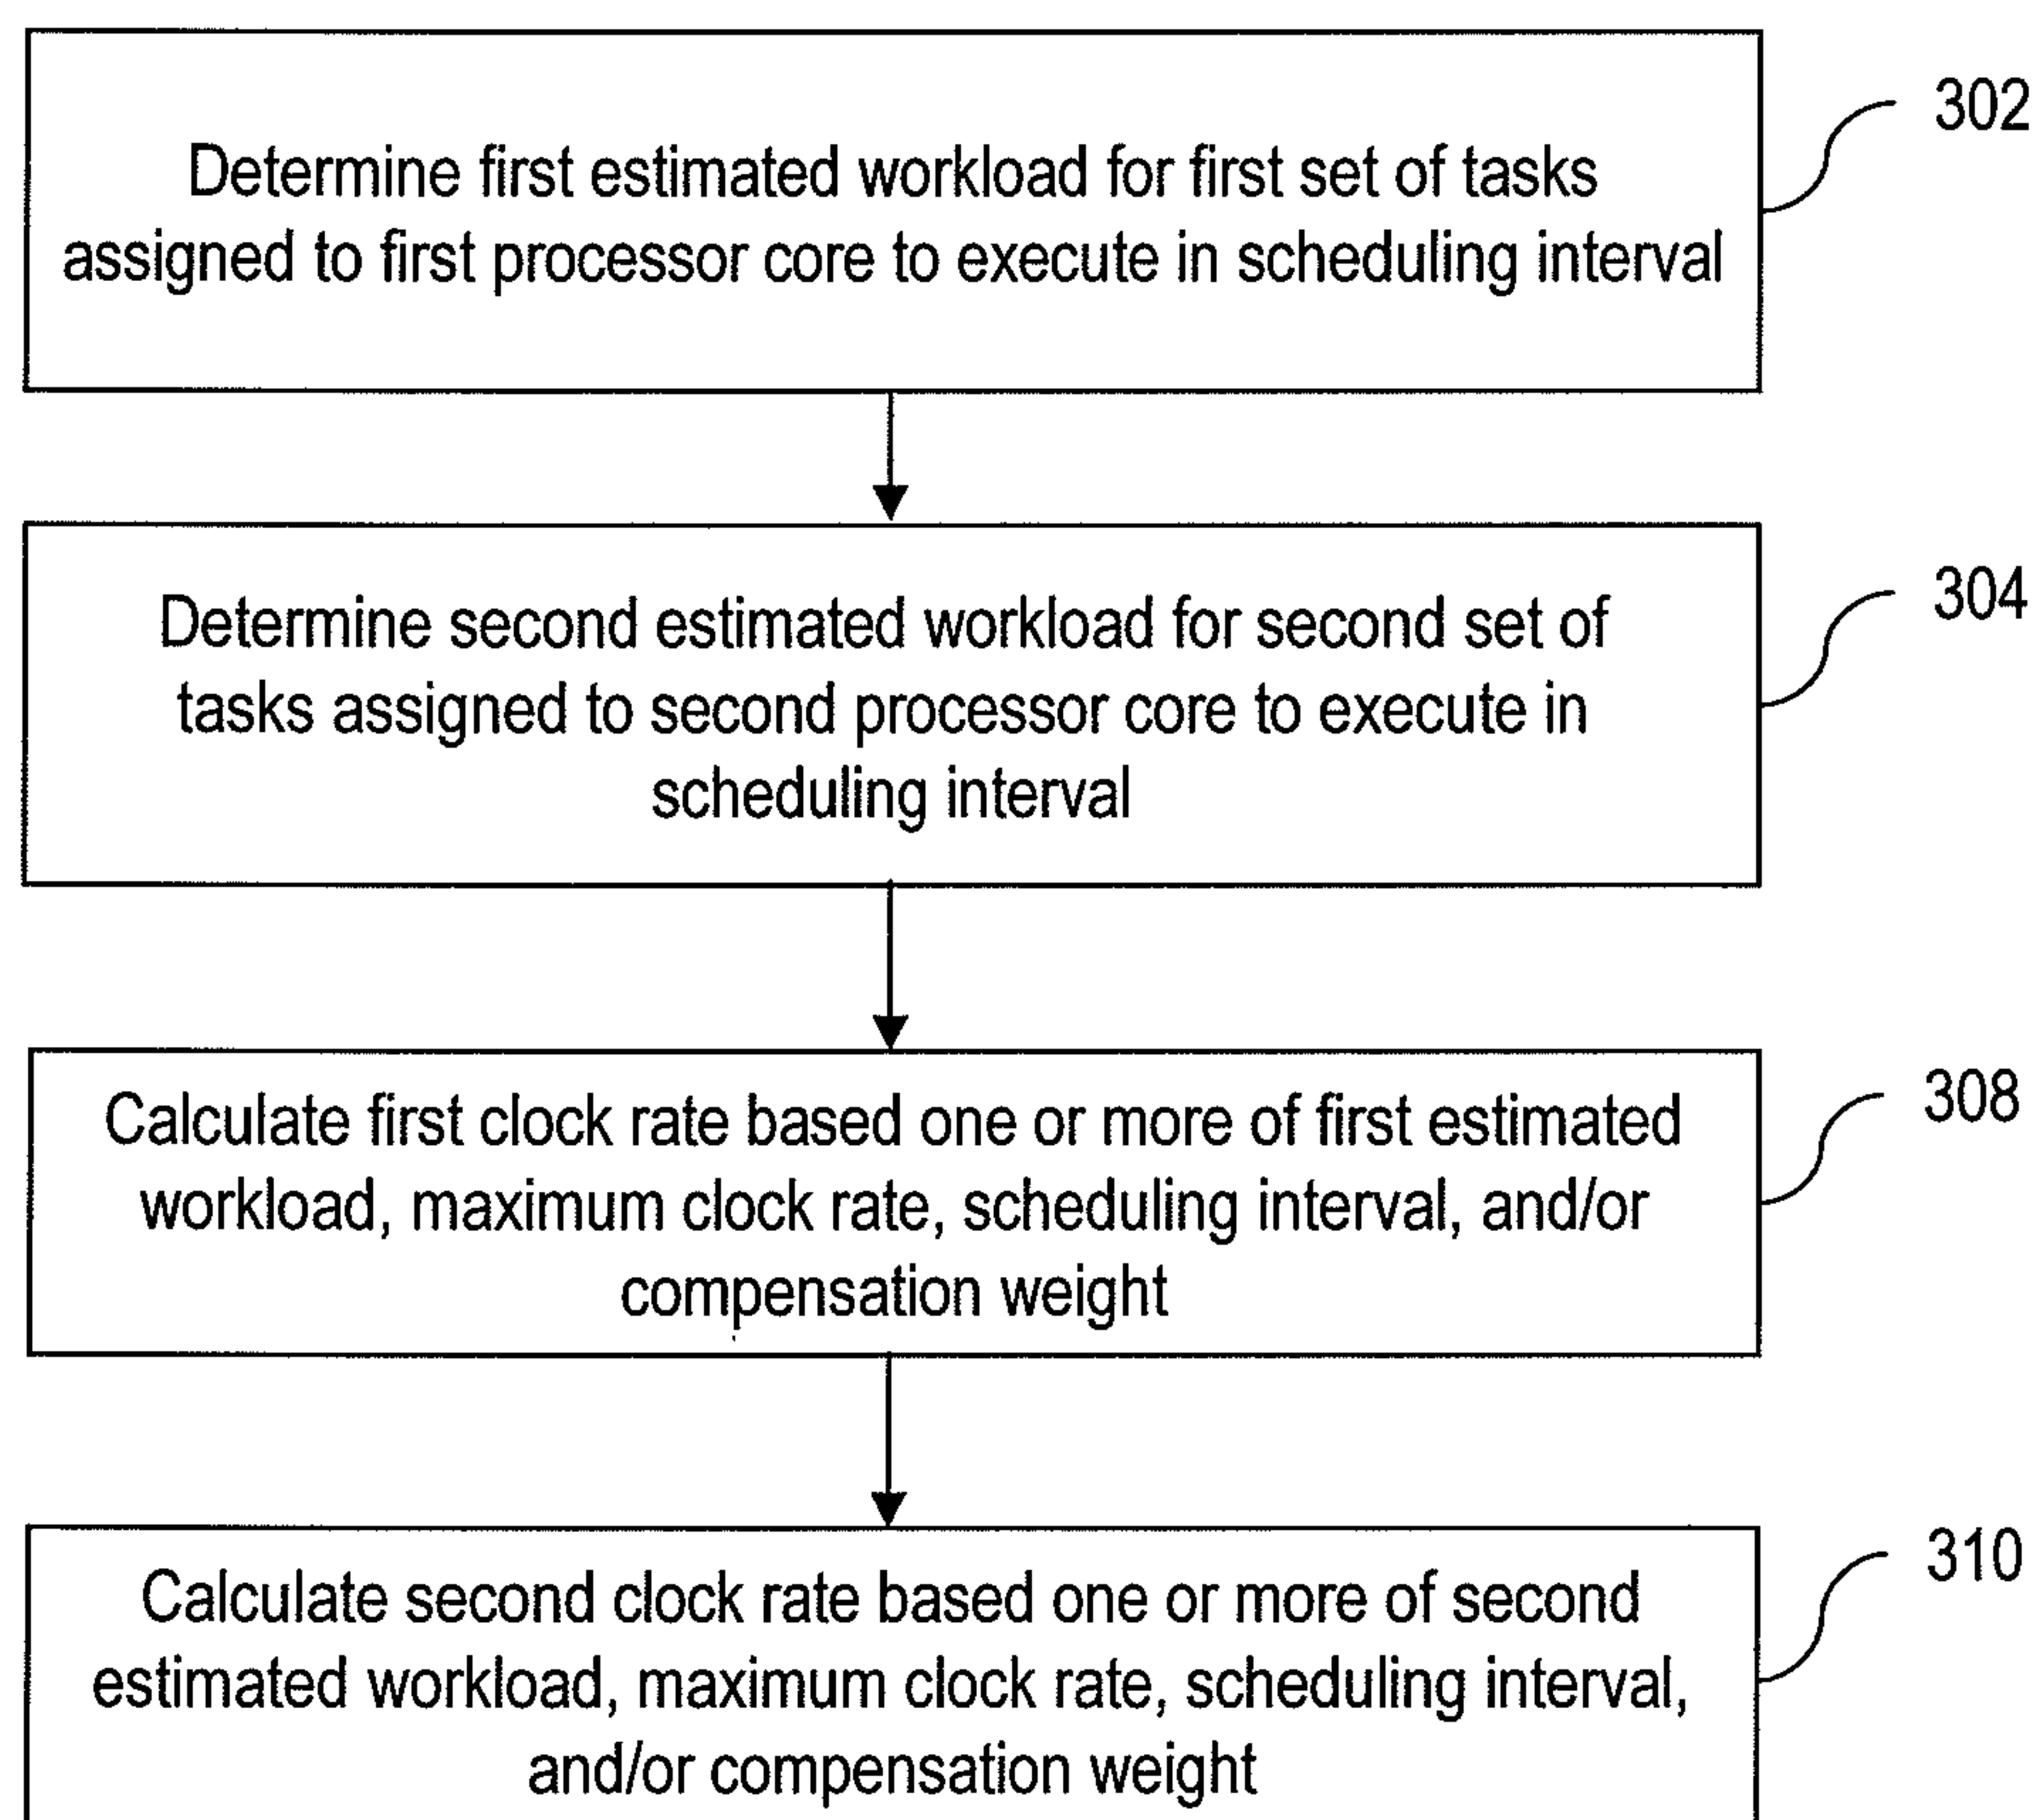 Determine first estimated workload for first set of tasks
assigned to first processor core to execute in scheduling interval
302
Determine second estimated workload for second set of
tasks assigned to second processor core to execute in
scheduling interval
304
Calculate first clock rate based one or more of first estimated
workload, maximum clock rate, scheduling interval, and/or
compensation weight
308
Calculate second clock rate based one or more of second
estimated workload, maximum clock rate, scheduling interval,
and/or compensation weight
310